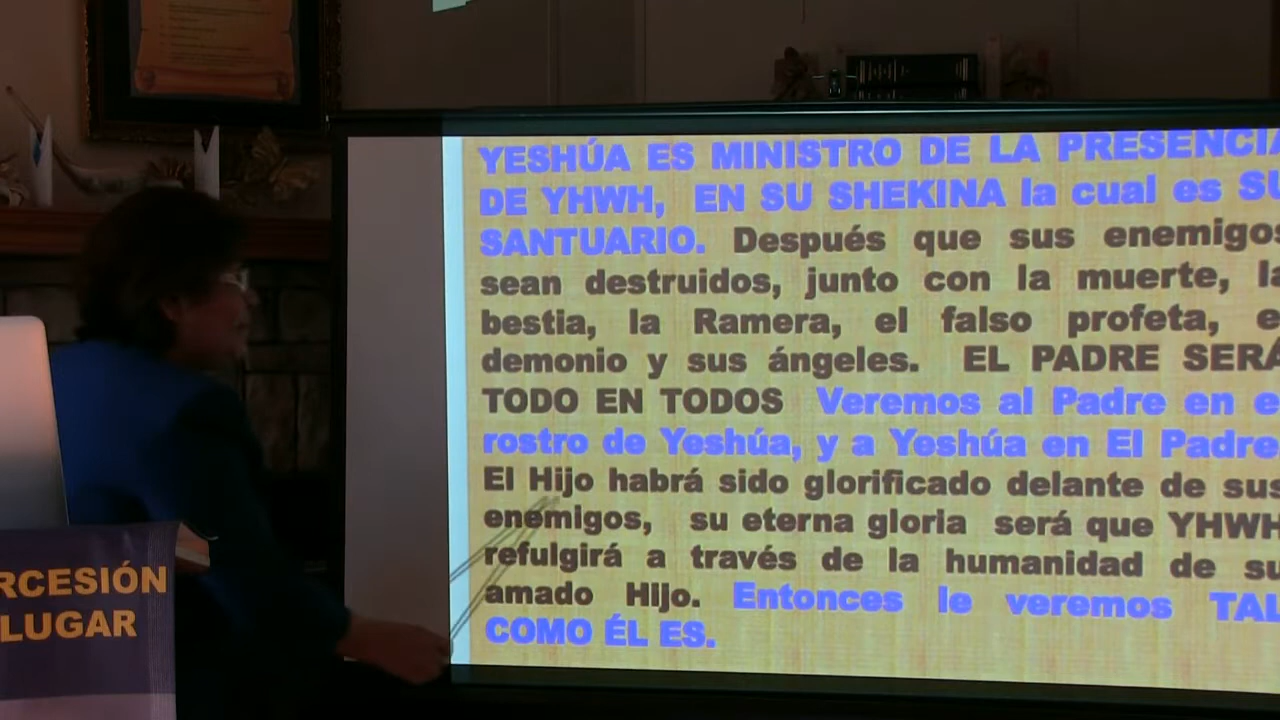 YESHÚA ES MINISTRO DE LA PRESENCIA
DE YHWH, EN SU SHEKINA la cual es SU
SANTUARIO. Después que sus enemigos
sean destruidos, junto con la muerte, la
bestia, la Ramera, el falso profeta, e
demonio y sus ángeles. EL PADRE SERÁ
TODO EN TODOS Veremos al Padre en e
rostro de Yeshúa, y a Yeshúa en El Padre
El Hijo habrá sido glorificado delante de sus
enemigos, su eterna gloria será que YHWH
refulgirá a través de la humanidad de su
amado HIjo. Entonces le veremos TAL
COMO ÉL ES.
RCESIÓN
LUGAR